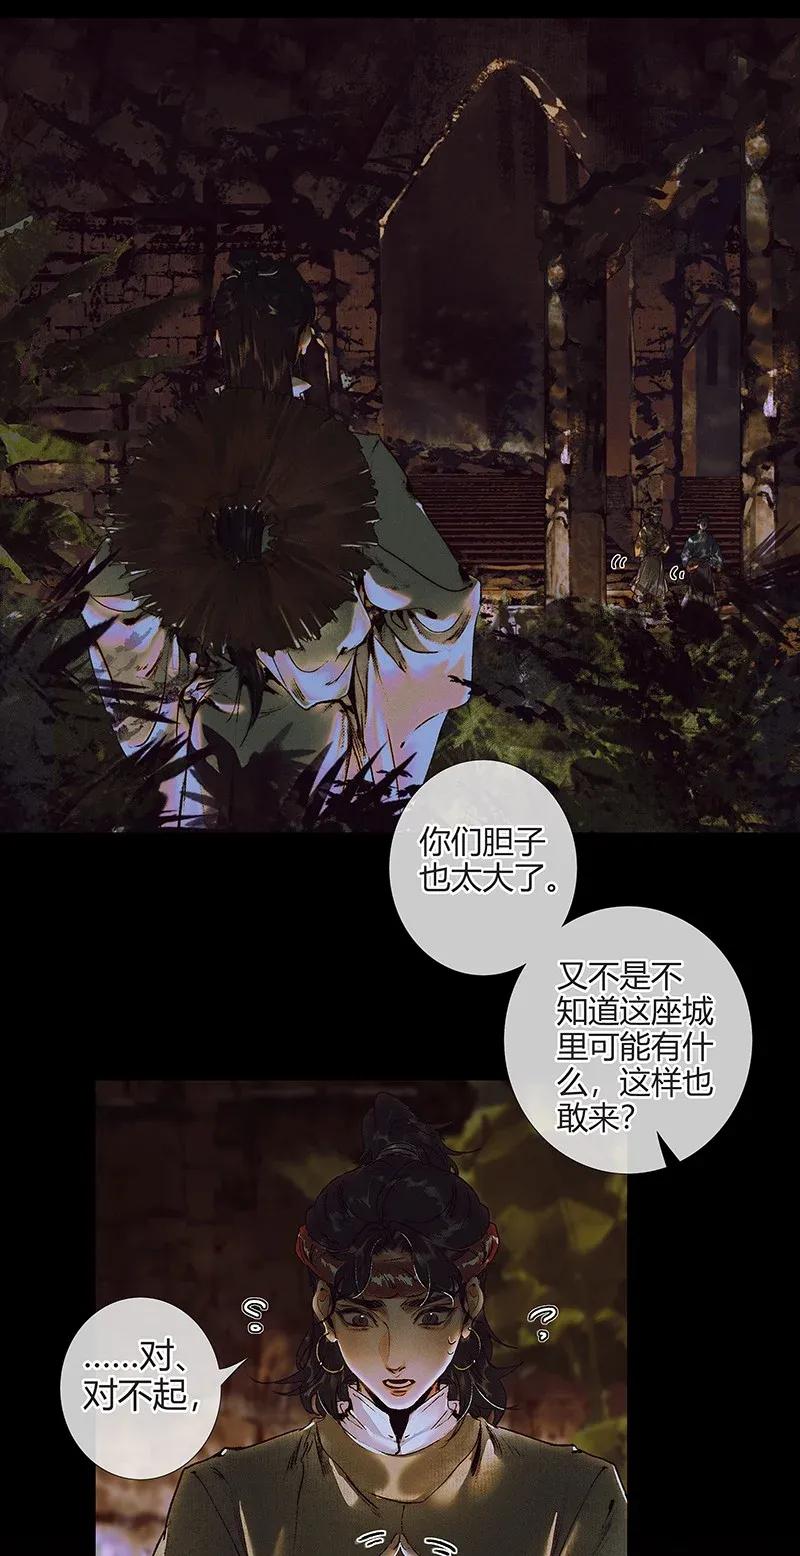 你们胆子
也太大了。
又不是不
知道这座城
里可能有什
么，这样也
敢来？
……对、
对不起，